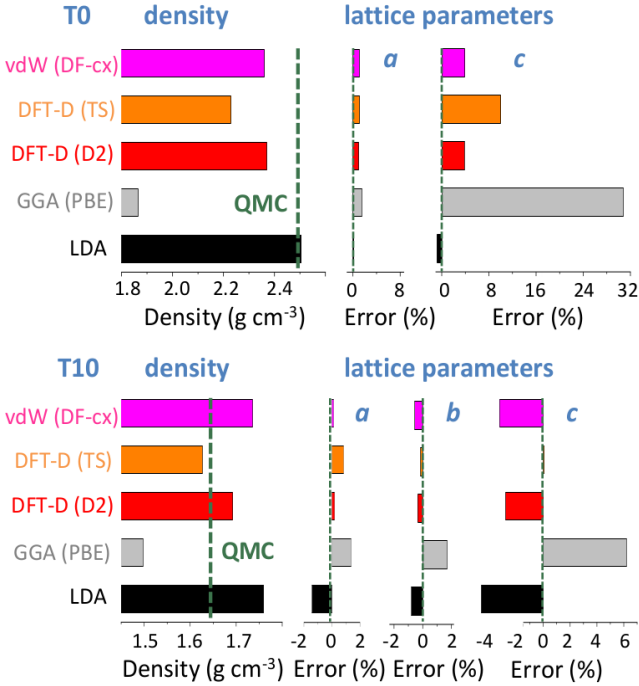 T0 density lattice parameters
vdW (DF-cx) a c
DFT-D (TS)
DFT-D (D2)
GGA (PBE) QMC
LDA
1.8 2.0 2.2 2.4 0 8 0 8 16 24 32
Density (g cm-3) Error (%) Error (%)
T10 density lattice parameters
vdW (DF-cx) a b c
DFT-D (TS)
DFT-D (D2)
GGA (PBE) QMC
LDA
1.5 1.6 1.7 -2 0 2 -2 0 2 -4 -2 0 2 4 6
Density (g cm-3) Error (%) Error (%) Error (%)